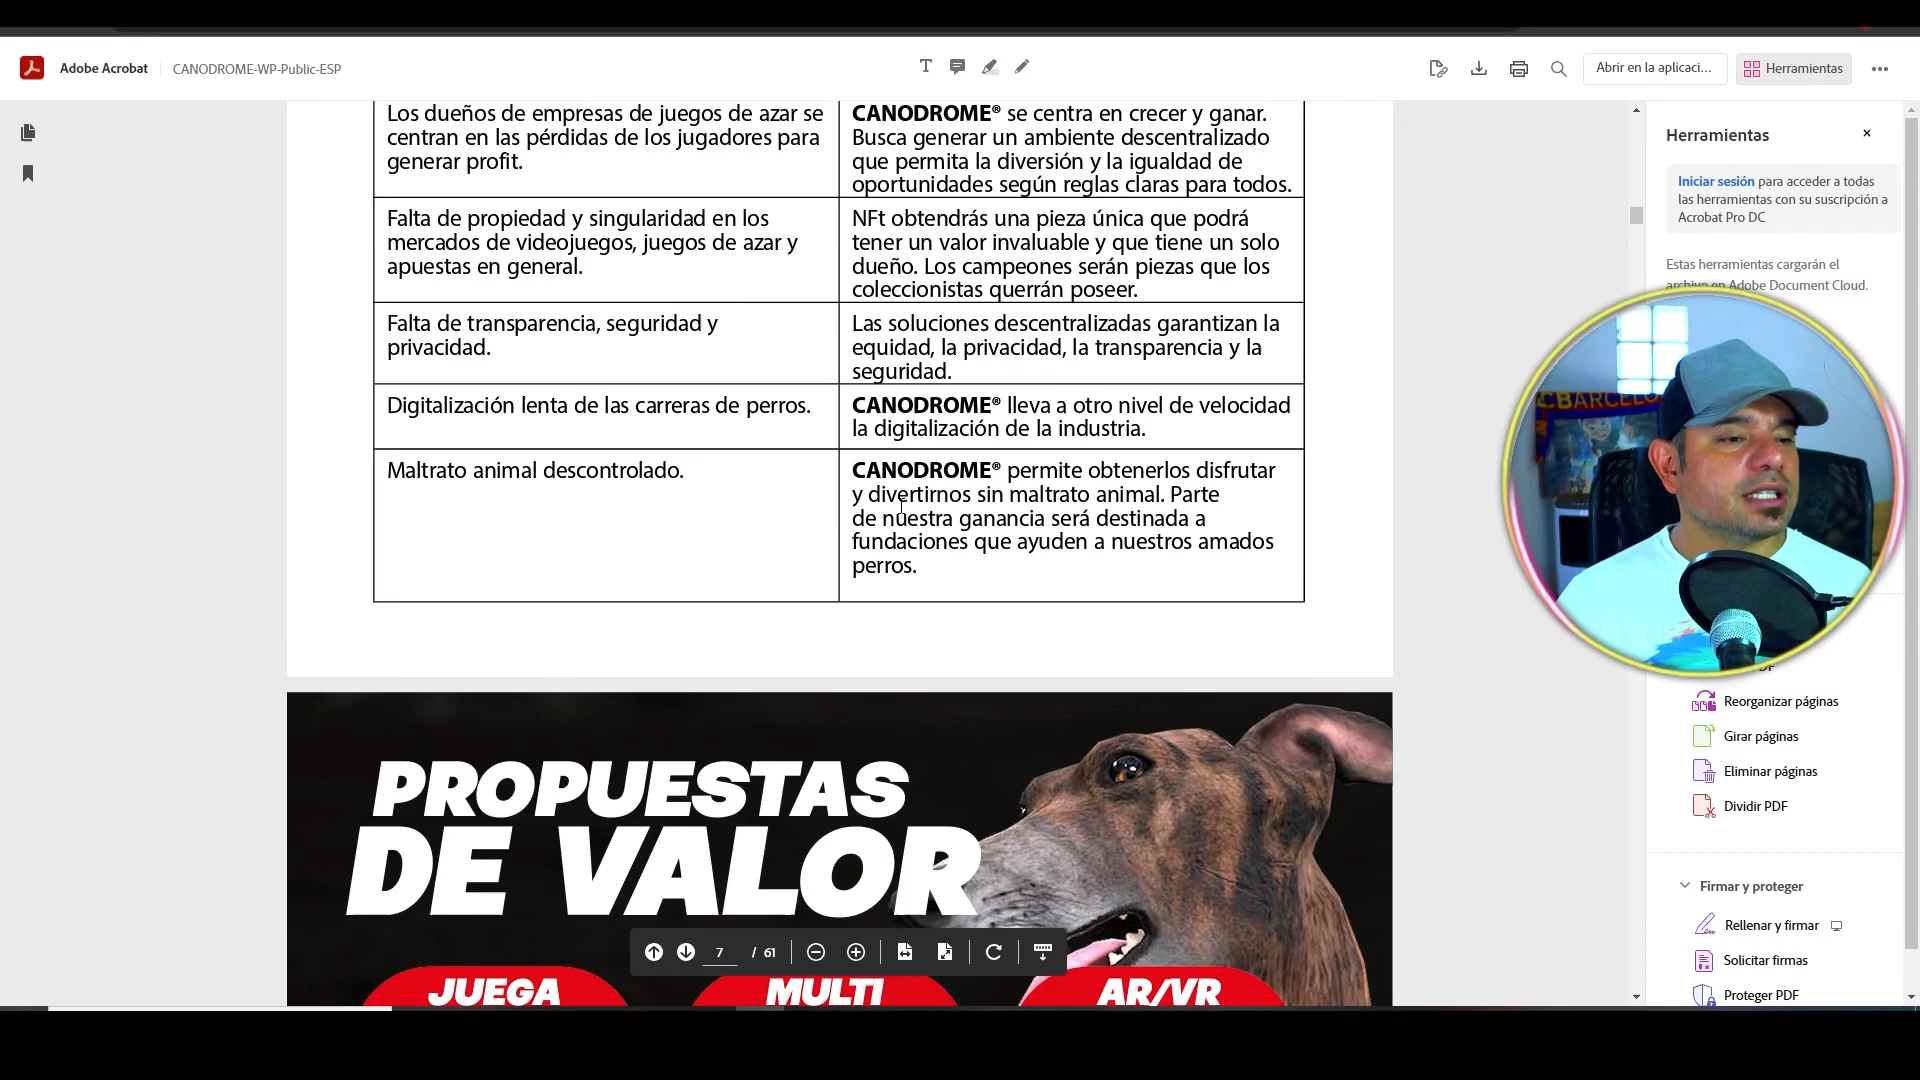 Adobe Acrobat
CANODROME-WP-Public-ESP
Abrir en la aplicaci...
Herramientas
Los dueños de empresas de juegos de azar se
centran en las pérdidas de los jugadores para
generar profit.
CANODROME® se centra en crecer y ganar.
Busca generar un ambiente descentralizado
que permita la diversión y la igualdad de
oportunidades según reglas claras para todos.
Falta de propiedad y singularidad en los
mercados de videojuegos, juegos de azar y
apuestas en general.
NFt obtendrás una pieza única que podrá
tener un valor invaluable y que tiene un solo
dueño. Los campeones serán piezas que los
coleccionistas querrán poseer.
Falta de transparencia, seguridad y
privacidad.
Las soluciones descentralizadas garantizan la
equidad, la privacidad, la transparencia y la
seguridad.
Digitalización lenta de las carreras de perros.
CANODROME® lleva a otro nivel de velocidad
la digitalización de la industria.
Maltrato animal descontrolado.
CANODROME® permite obtenerlos disfrutar
y divertirnos sin maltrato animal. Parte
de nuestra ganancia será destinada a
fundaciones que ayuden a nuestros amados
perros.
PROPUESTAS
DE VALOR
JUEGA
MULTI
AR/VR
7 / 61
Herramientas
Iniciar sesión para acceder a todas
las herramientas con su suscripción a
Acrobat Pro DC
Estas herramientas cargarán el
archivo en Adobe Document Cloud.
CBARCELO
Reorganizar páginas
Girar páginas
Eliminar páginas
Dividir PDF
Firmar y proteger
Rellenar y firmar
Solicitar firmas
Proteger PDF